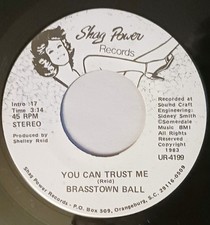 Shag Power
Records
Intro :17
Time 3:14
45 RPM
STEREO
Produced by
Shelley Reid
Recorded at
Sound Craft
Engineer:
Sidney Smith
©Somerdale
Music BMI
All Rights
Reserved
Copyright
1983
UR-4199
YOU CAN TRUST ME
(Reid)
BRASSTOWN BALL
Shag Power Records, P.O. Box 369, Orangeburg, S.C. 29116-0369